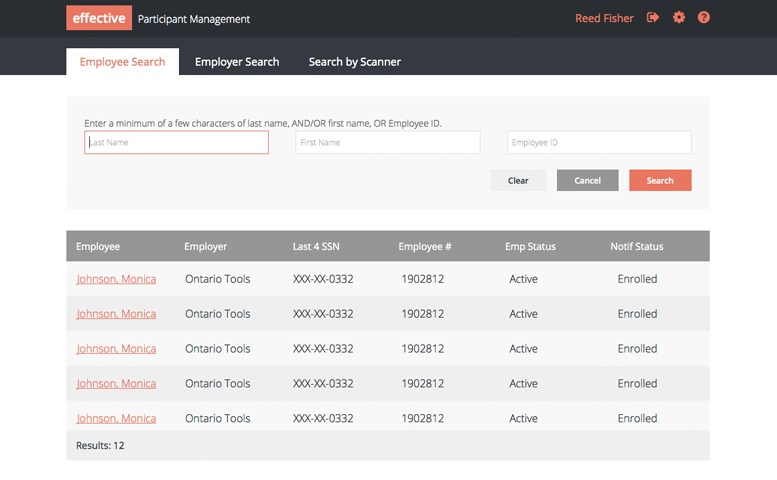 effective Participant Management Reed Fisher
Employee Search Employer Search Search by Scanner
Enter a minimum of a few characters of last name, AND/OR first name, OR Employee ID.
Last Name First Name Employee ID
Clear Cancel Search
Employee Employer Last 4 SSN Employee # Emp Status Notif Status
Johnson, Monica Ontario Tools XXX-XX-0332 1902812 Active Enrolled
Johnson, Monica Ontario Tools XXX-XX-0332 1902812 Active Enrolled
Johnson, Monica Ontario Tools XXX-XX-0332 1902812 Active Enrolled
Johnson, Monica Ontario Tools XXX-XX-0332 1902812 Active Enrolled
Johnson, Monica Ontario Tools XXX-XX-0332 1902812 Active Enrolled
Results: 12